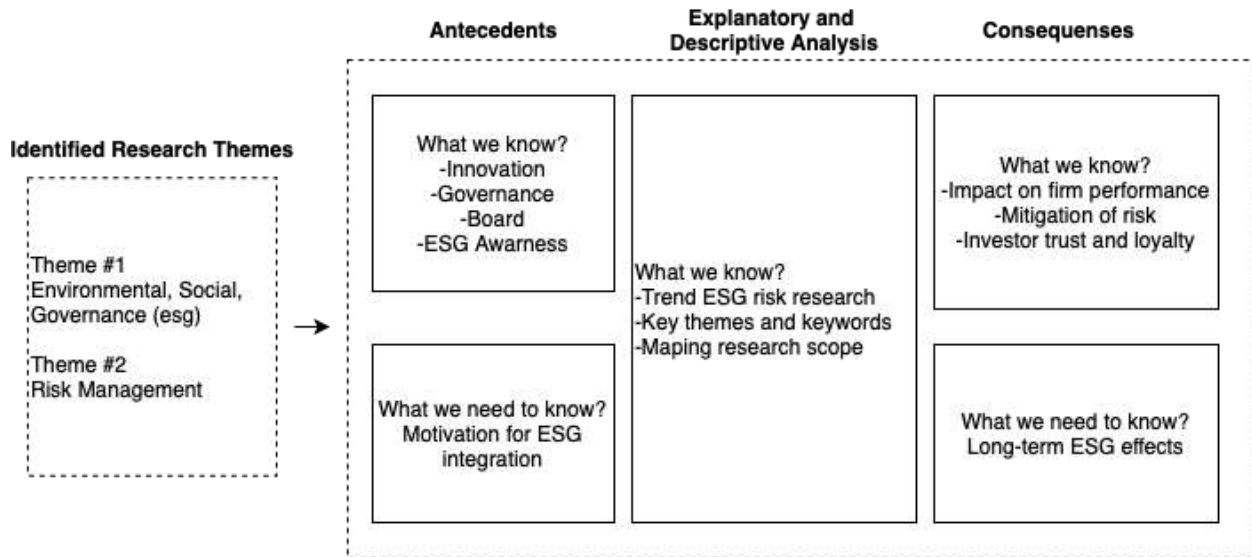 Antecedents
Explanatory and
Descriptive Analysis
Consequenses
Identified Research Themes
Theme #1
Environmental, Social,
Governance (esg)
Theme #2
Risk Management
What we know?
-Innovation
-Governance
-Board
-ESG Awarness
What we need to know?
Motivation for ESG
integration
What we know?
-Trend ESG risk research
-Key themes and keywords
-Maping research scope
What we know?
-Impact on firm performance
-Mitigation of risk
-Investor trust and loyalty
What we need to know?
Long-term ESG effects